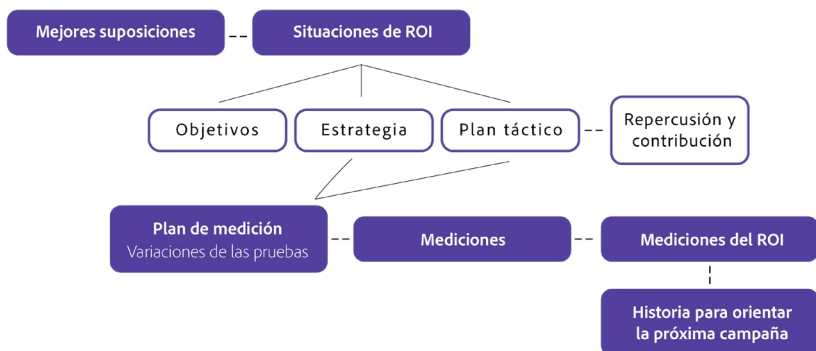 Mejores suposiciones
Situaciones de ROI
Objetivos
Estrategia
Plan táctico
Repercusión y
contribución
Plan de medición
Variaciones de las pruebas
Mediciones
Mediciones del ROI
Historia para orientar
la próxima campaña